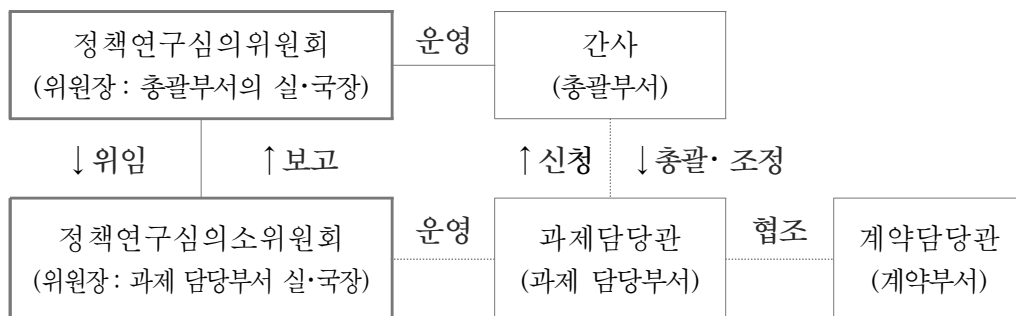 정책연구심의위원회 운영 간사
(위원장 : 총괄부서의 실·국장) (총괄부서)
↓위임 ↑보고 ↑신청 ↓총괄· 조정
정책연구심의소위원회 운영 과제담당관 협조 계약담당관
(위원장 : 과제 담당부서 실·국장) (과제 담당부서) (계약부서)